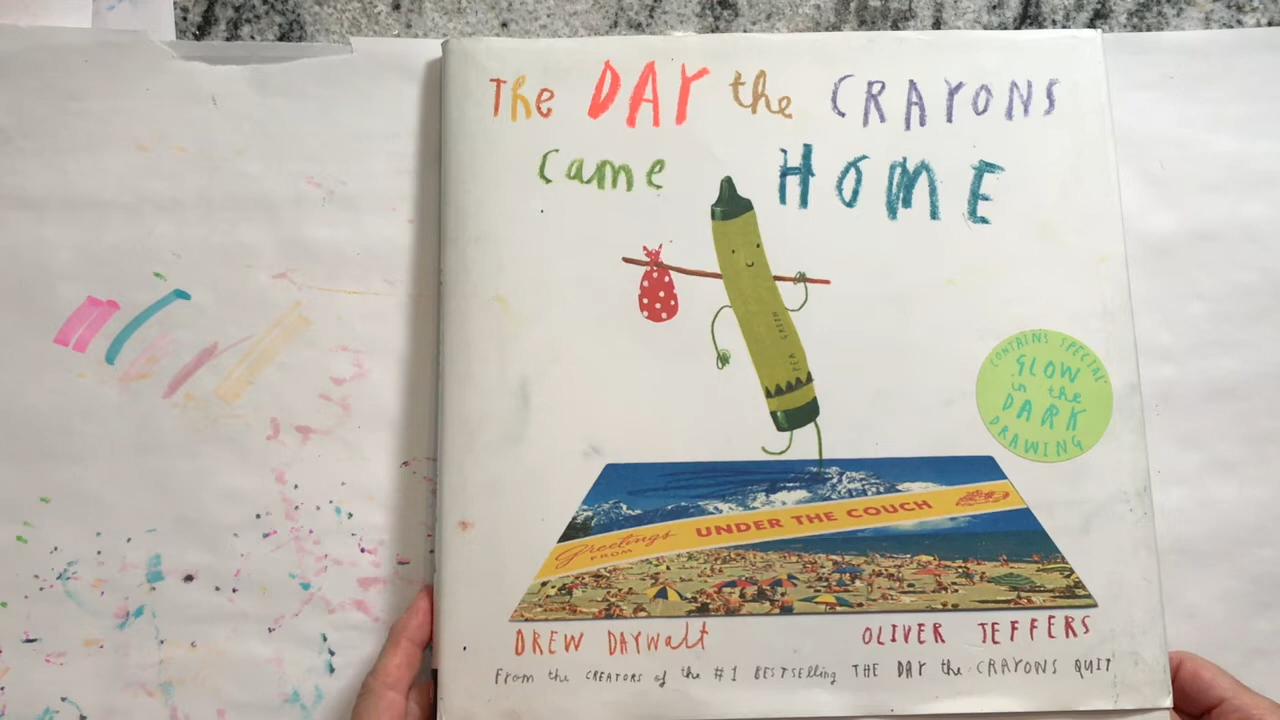 The DAY the CRAYONS
came HOME
PEA GREEN
CONTAINS SPECIAL
GLOW
in the
DARK
DRAWING
Greetings
FROM
UNDER THE COUCH
DREW DAYWALT
OLIVER JEFFERS
From the CREATORS of the #1 BESTSELLING THE DAY the CRAYONS QUIT